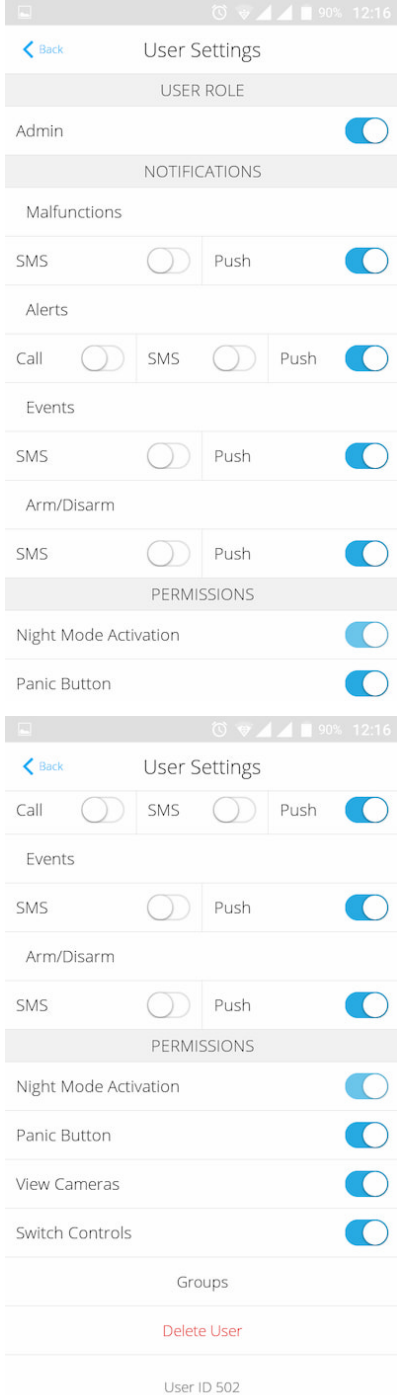 90% 12:16
Back User Settings
USER ROLE
Admin
NOTIFICATIONS
Malfunctions
SMS Push
Alerts
Call SMS Push
Events
SMS Push
Arm/Disarm
SMS Push
PERMISSIONS
Night Mode Activation
Panic Button
90% 12:16
Back User Settings
Call SMS Push
Events
SMS Push
Arm/Disarm
SMS Push
PERMISSIONS
Night Mode Activation
Panic Button
View Cameras
Switch Controls
Groups
Delete User
User ID 502